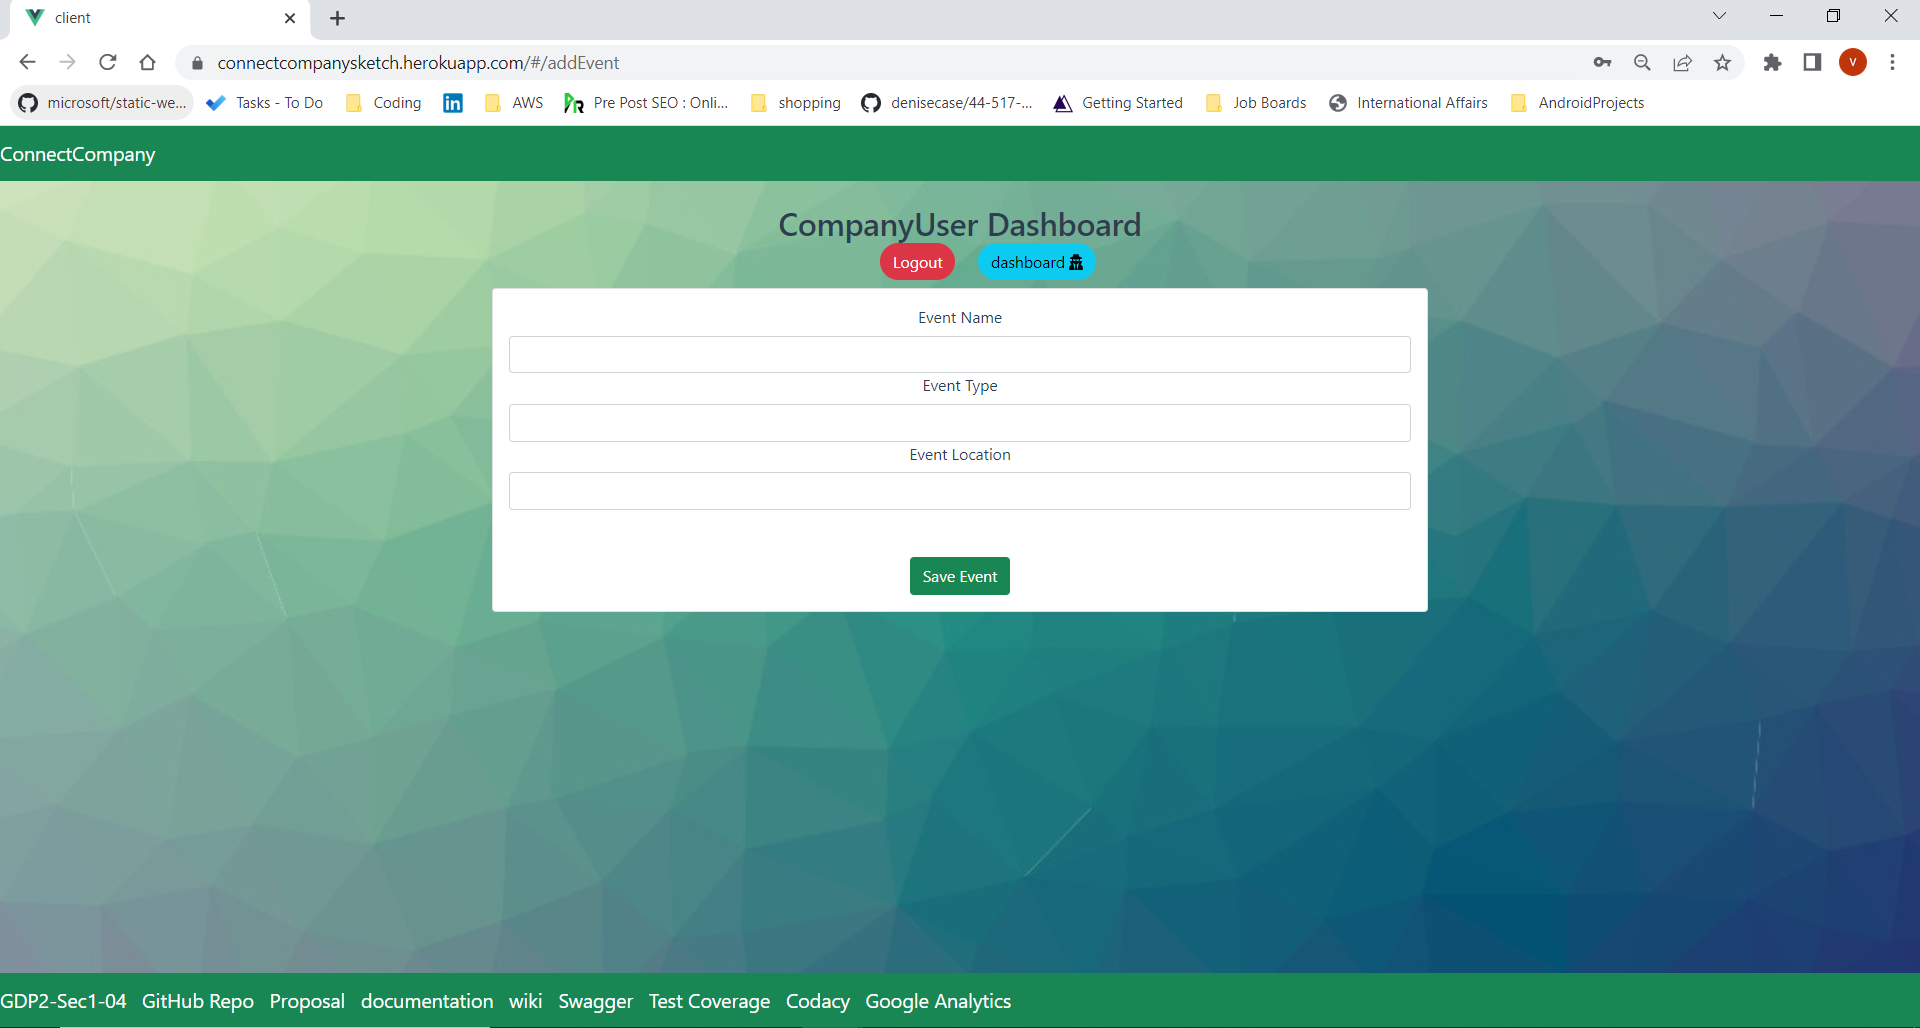 client
connectcompanysketch.herokuapp.com/#/addEvent
V
microsoft/static-we... Tasks - To Do Coding in AWS PR Pre Post SEO : Onli... shopping denisecase/44-517-... Getting Started Job Boards International Affairs AndroidProjects
ConnectCompany
CompanyUser Dashboard
Logout dashboard
Event Name
Event Type
Event Location
Save Event
GDP2-Sec1-04 GitHub Repo Proposal documentation wiki Swagger Test Coverage Codacy Google Analytics